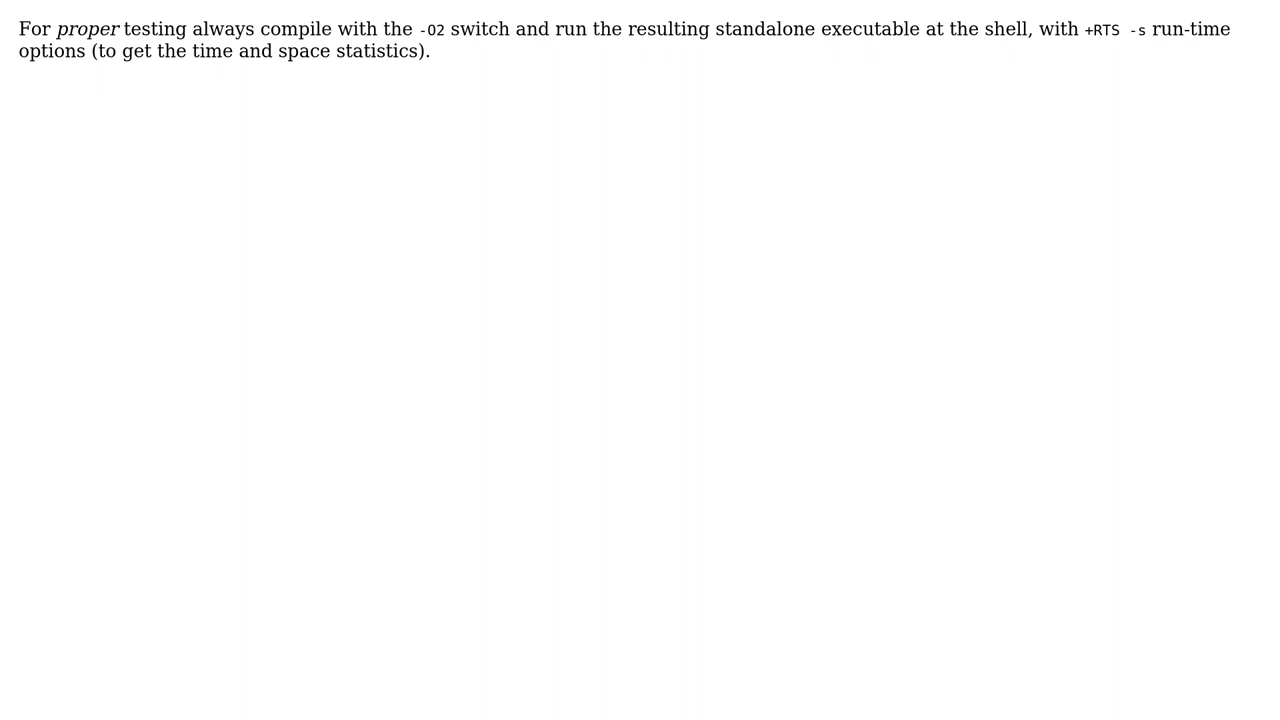 For proper testing always compile with the -O2 switch and run the resulting standalone executable at the shell, with +RTS -s run-time
options (to get the time and space statistics).